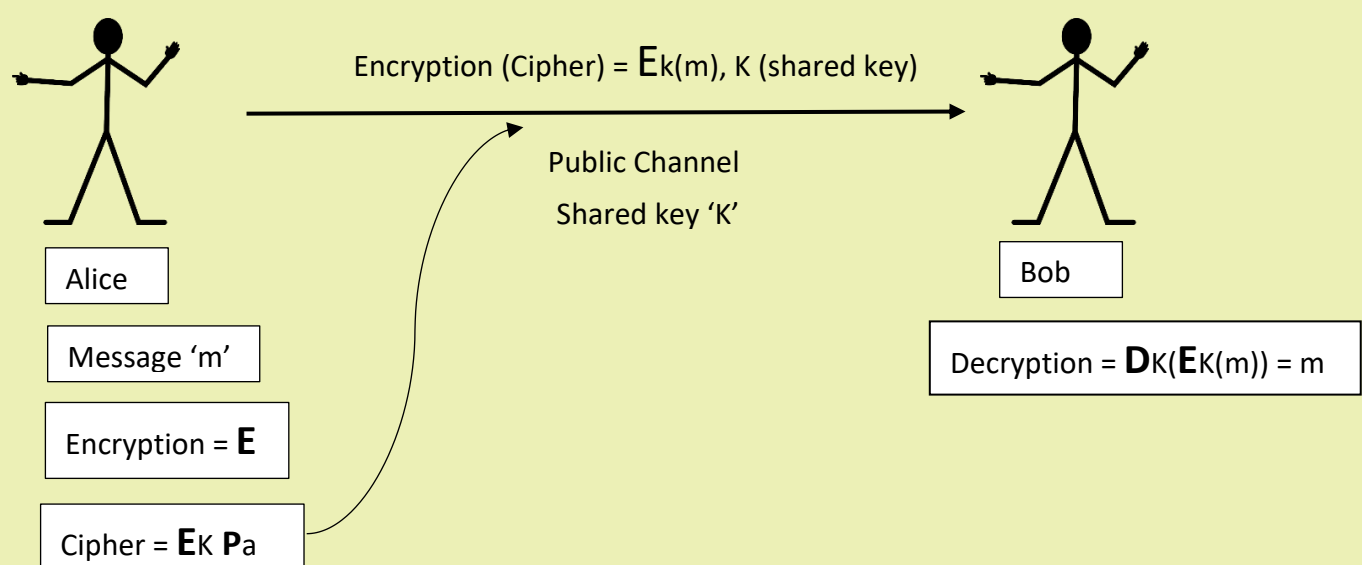 Encryption (Cipher) = Ek(m), K (shared key)
Public Channel
Shared key ‘K’
Alice
Message ‘m’
Encryption = E
Cipher = EK Pa
Bob
Decryption = DK(EK(m)) = m